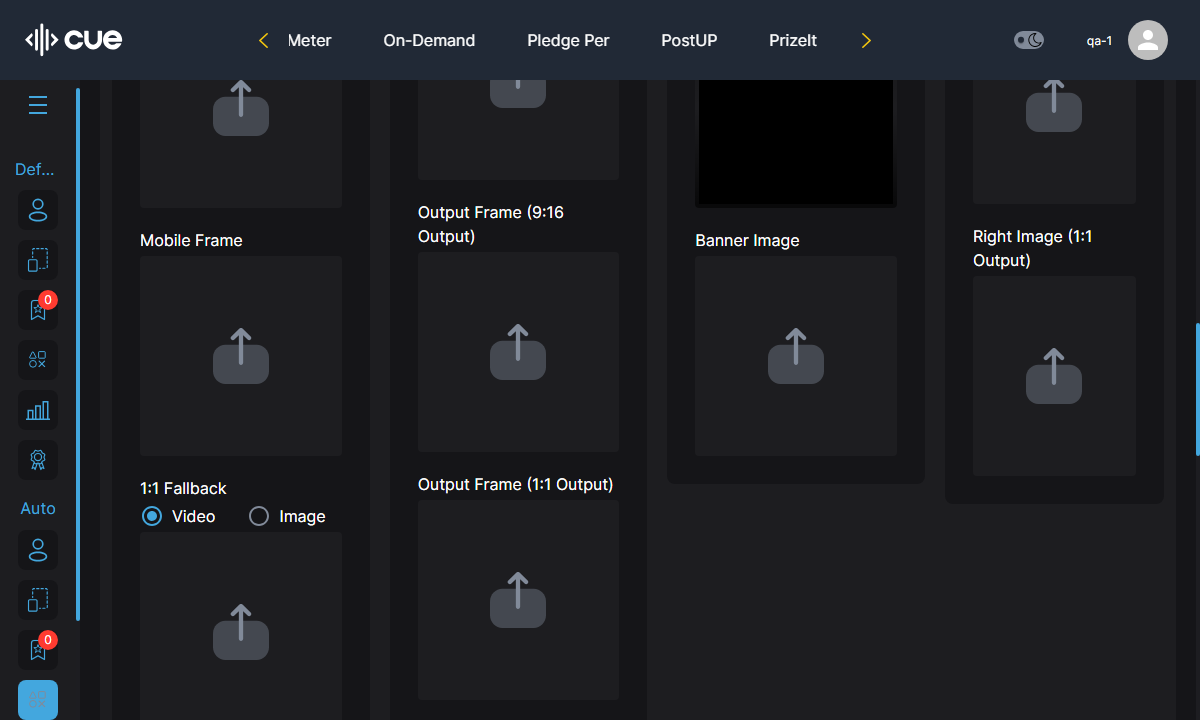 cue
Meter
On-Demand
Pledge Per
PostUP
PrizeIt
qa-1
Def...
0
Auto
0
Mobile Frame
1:1 Fallback
Video
Image
Output Frame (9:16
Output)
Output Frame (1:1 Output)
Banner Image
Right Image (1:1
Output)